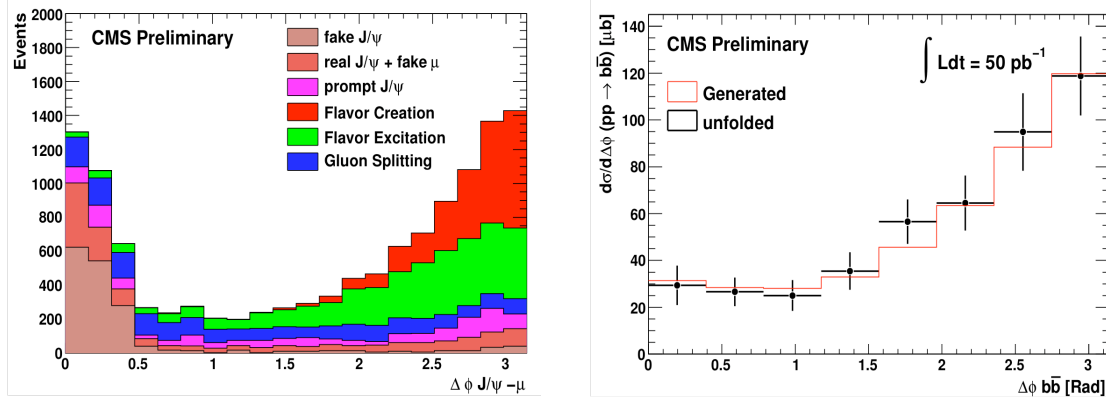 Events
2000
1800
1600
1400
1200
1000
800
600
400
200
0
CMS Preliminary
fake J/ψ
real J/ψ + fake μ
prompt J/ψ
Flavor Creation
Flavor Excitation
Gluon Splitting
0 0.5 1 1.5 2 2.5 3
Δ ϕ J/ψ –μ
dσ/dΔϕ (pp → bb̅) [μb]
140
120
100
80
60
40
20
0
CMS Preliminary
∫ Ldt = 50 pb⁻¹
Generated
unfolded
0 0.5 1 1.5 2 2.5 3
Δϕ bb̅ [Rad]